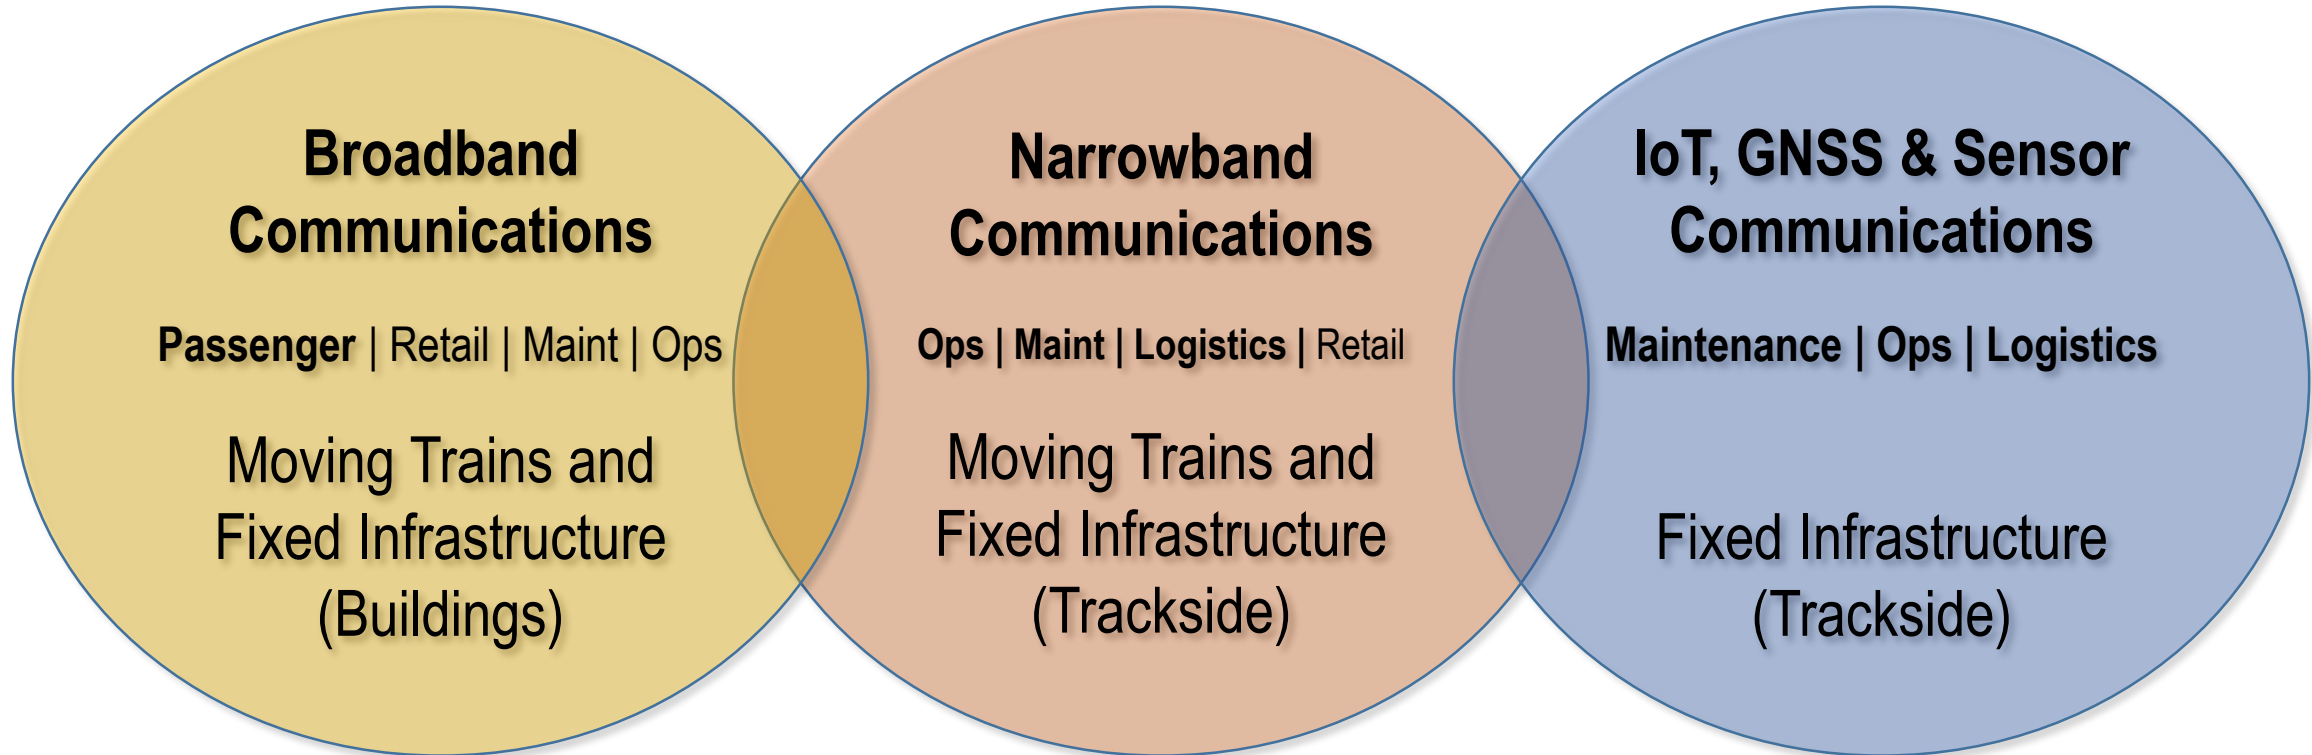 Broadband
Communications
Passenger | Retail | Maint | Ops
Moving Trains and
Fixed Infrastructure
(Buildings)
Narrowband
Communications
Ops | Maint | Logistics | Retail
Moving Trains and
Fixed Infrastructure
(Trackside)
IoT, GNSS & Sensor
Communications
Maintenance | Ops | Logistics
Fixed Infrastructure
(Trackside)